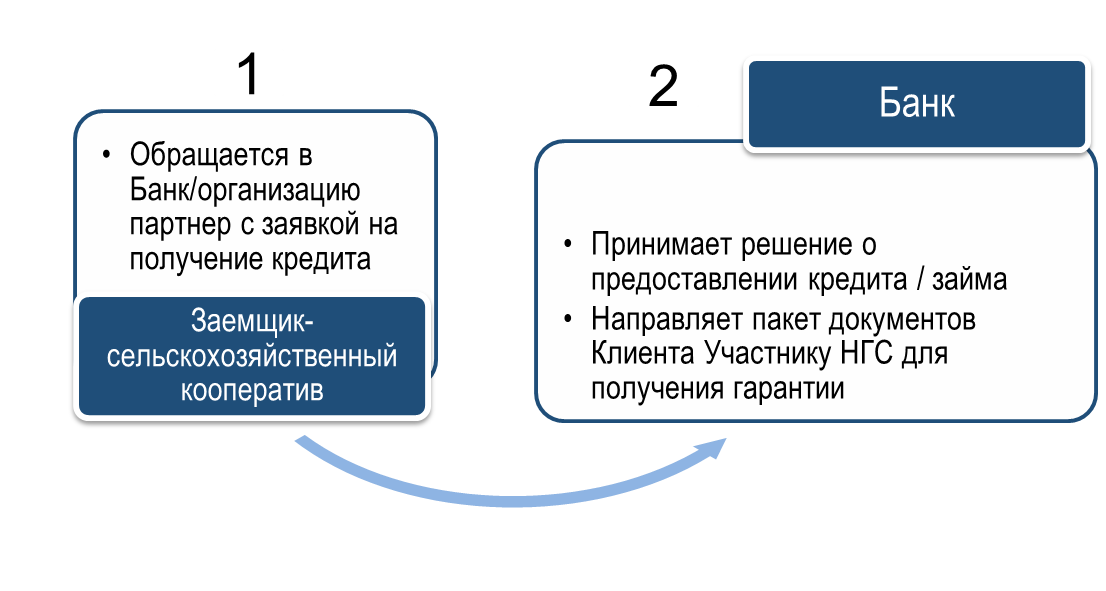 1
• Обращается в
Банк/организацию
партнер с заявкой на
получение кредита
Заемщик-
сельскохозяйственный
кооператив
2
Банк
• Принимает решение о
предоставлении кредита / займа
• Направляет пакет документов
Клиента Участнику НГС для
получения гарантии